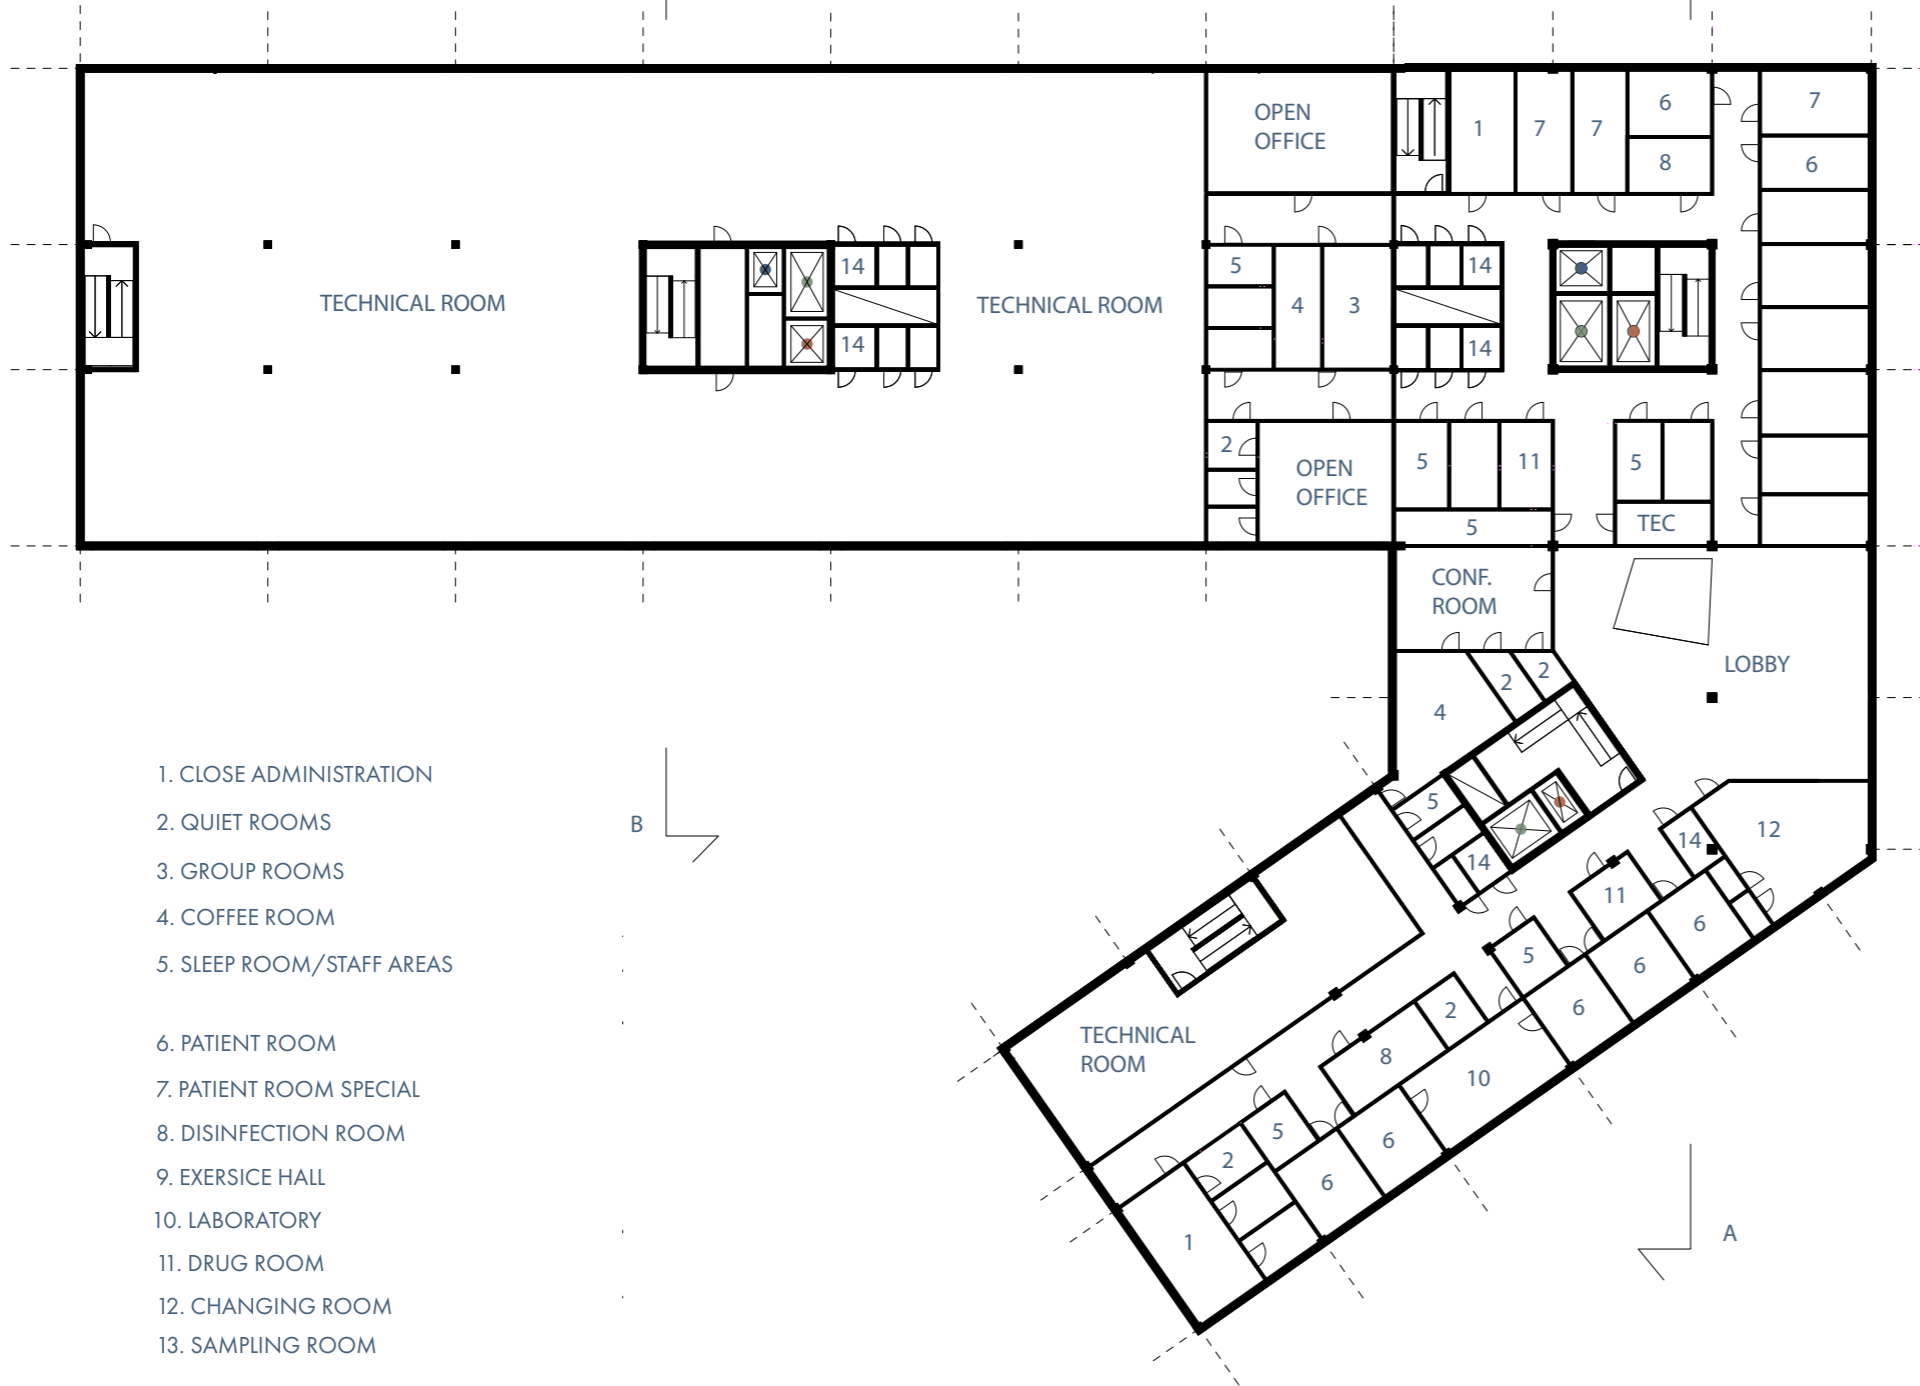 OPEN
OFFICE
1
7
7
6
8
7
6
TECHNICAL ROOM
14
14
TECHNICAL ROOM
5
4
3
14
14
2
OPEN
OFFICE
5
11
5
5
TEC
CONF.
ROOM
LOBBY
2
2
4
5
14
14
12
11
6
5
6
6
2
8
10
TECHNICAL
ROOM
5
2
6
6
1
B
A
1. CLOSE ADMINISTRATION
2. QUIET ROOMS
3. GROUP ROOMS
4. COFFEE ROOM
5. SLEEP ROOM/STAFF AREAS
6. PATIENT ROOM
7. PATIENT ROOM SPECIAL
8. DISINFECTION ROOM
9. EXERSICE HALL
10. LABORATORY
11. DRUG ROOM
12. CHANGING ROOM
13. SAMPLING ROOM